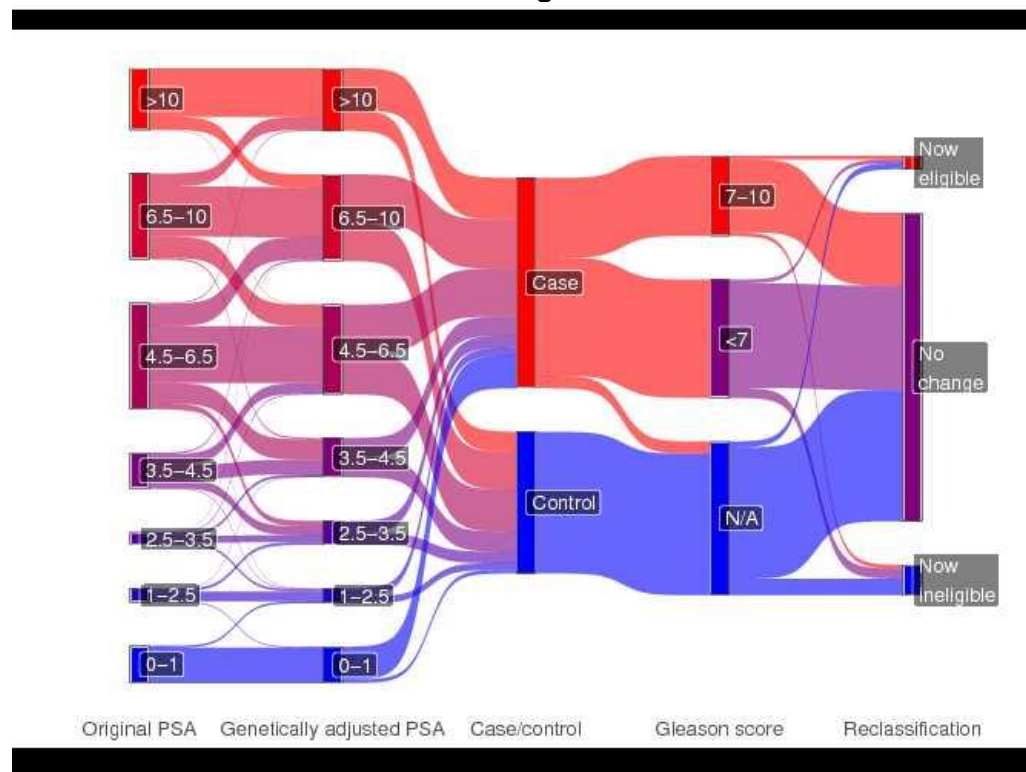 >10
6.5–10
4.5–6.5
3.5–4.5
2.5–3.5
1–2.5
0–1
>10
6.5–10
4.5–6.5
3.5–4.5
2.5–3.5
1–2.5
0–1
Case
Control
7–10
<7
N/A
Now
eligible
No
change
Now
ineligible
Original PSA
Genetically adjusted PSA
Case/control
Gleason score
Reclassification